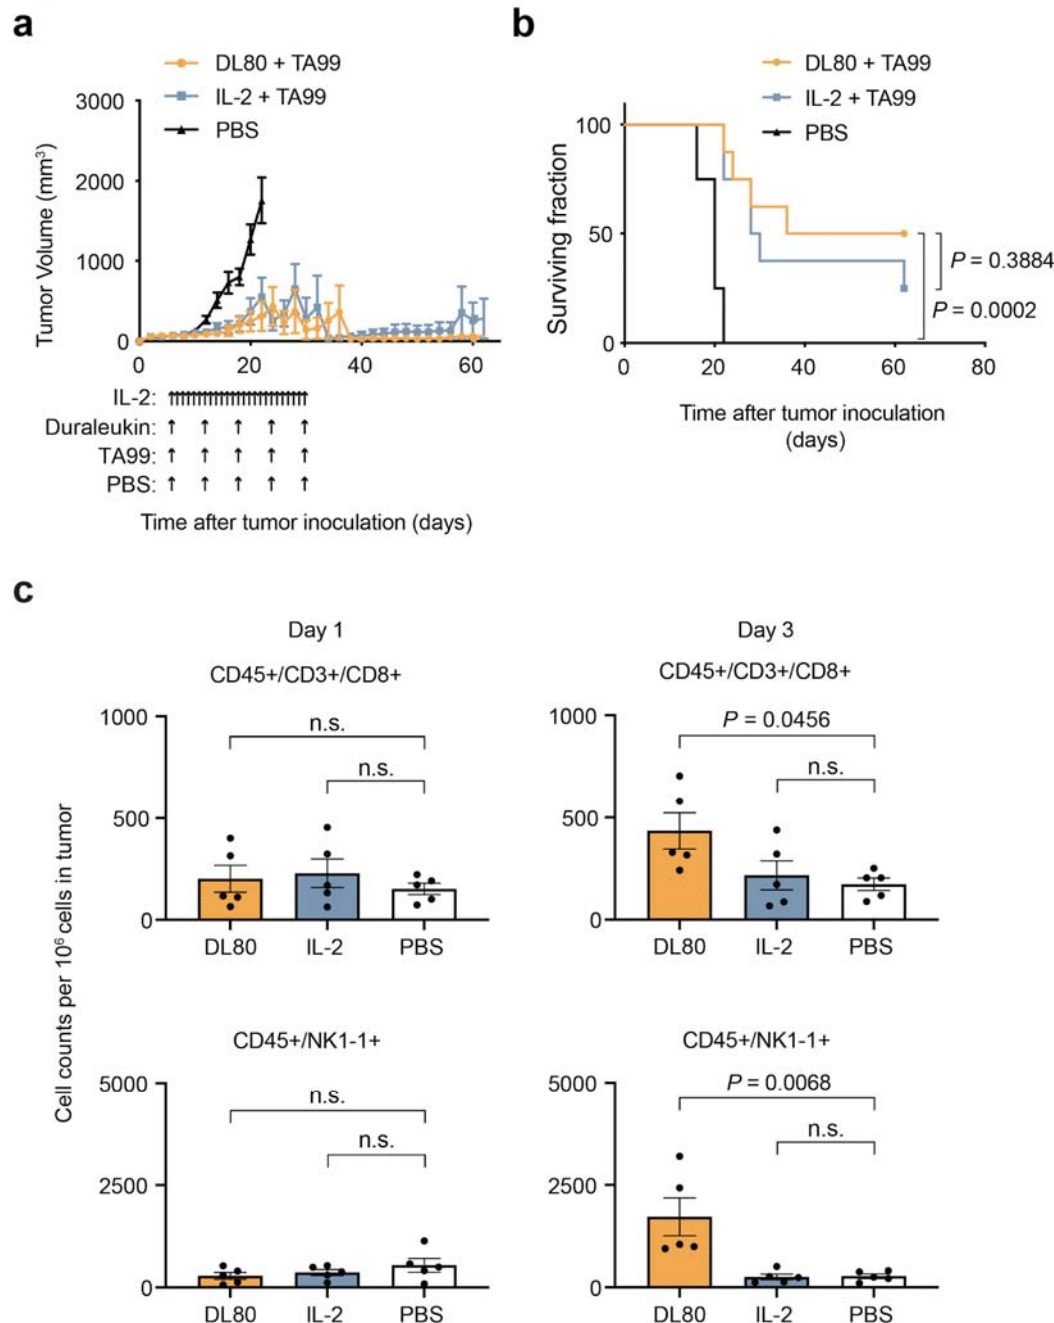 a
DL80 + TA99
IL-2 + TA99
PBS
Tumor Volume (mm³)
3000
2000
1000
0
0 20 40 60
IL-2: ↑↑↑↑↑↑↑↑↑↑↑↑↑↑↑↑↑↑↑↑↑↑↑↑↑
Duraleukin: ↑ ↑ ↑ ↑ ↑
TA99: ↑ ↑ ↑ ↑ ↑
PBS: ↑ ↑ ↑ ↑ ↑
Time after tumor inoculation (days)
b
DL80 + TA99
IL-2 + TA99
PBS
Surviving fraction
100
50
0
0 20 40 60 80
P = 0.3884
P = 0.0002
Time after tumor inoculation
(days)
c
Cell counts per 10⁶ cells in tumor
Day 1
CD45+/CD3+/CD8+
1000
500
0
n.s.
n.s.
DL80 IL-2 PBS
Day 3
CD45+/CD3+/CD8+
1000
500
0
P = 0.0456
n.s.
DL80 IL-2 PBS
CD45+/NK1-1+
5000
2500
0
n.s.
n.s.
DL80 IL-2 PBS
CD45+/NK1-1+
5000
2500
0
P = 0.0068
n.s.
DL80 IL-2 PBS